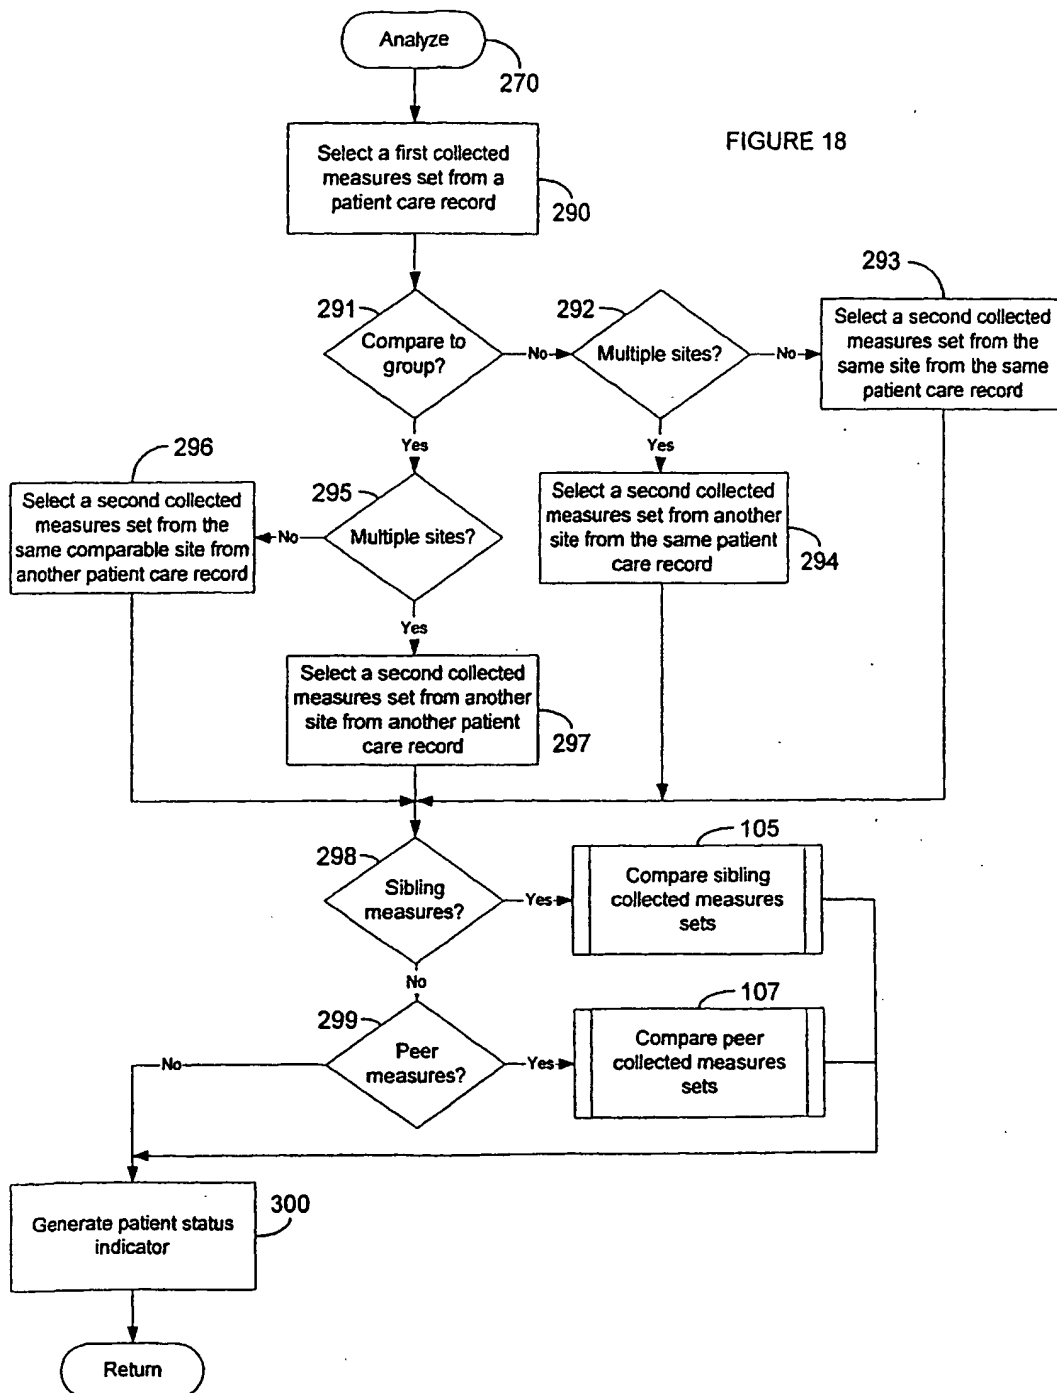 Analyze
270
FIGURE 18
Select a first collected
measures set from a
patient care record
290
291
Compare to
group?
No
292
Multiple sites?
No
293
Select a second collected
measures set from the
same site from the same
patient care record
Yes
Yes
296
Select a second collected
measures set from the
same comparable site from
another patient care record
No
295
Multiple sites?
Select a second collected
measures set from another
site from the same patient
care record
294
Yes
Select a second collected
measures set from another
site from another patient
care record
297
298
Sibling
measures?
Yes
105
Compare sibling
collected measures
sets
No
299
Peer
measures?
No
Yes
107
Compare peer
collected measures
sets
Generate patient status
indicator
300
Return